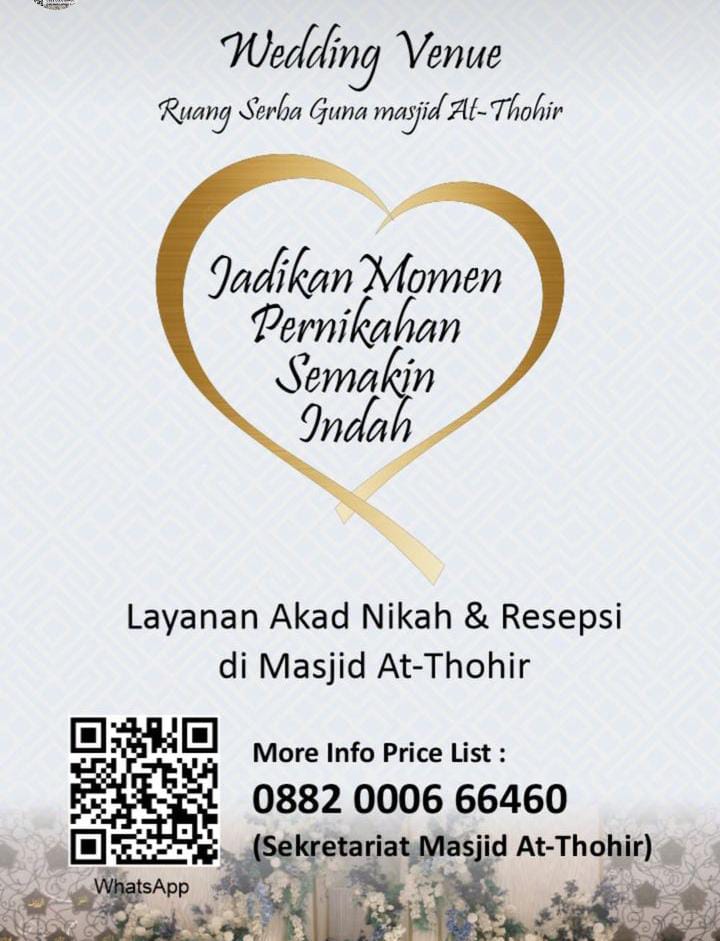 Wedding Venue
Ruang Serba Guna masjid At-Thohir
Jadikan Momen
Pernikahan
Semakin
Indah
Layanan Akad Nikah & Resepsi
di Masjid At-Thohir
More Info Price List :
0882 0006 66460
(Sekretariat Masjid At-Thohir)
WhatsApp